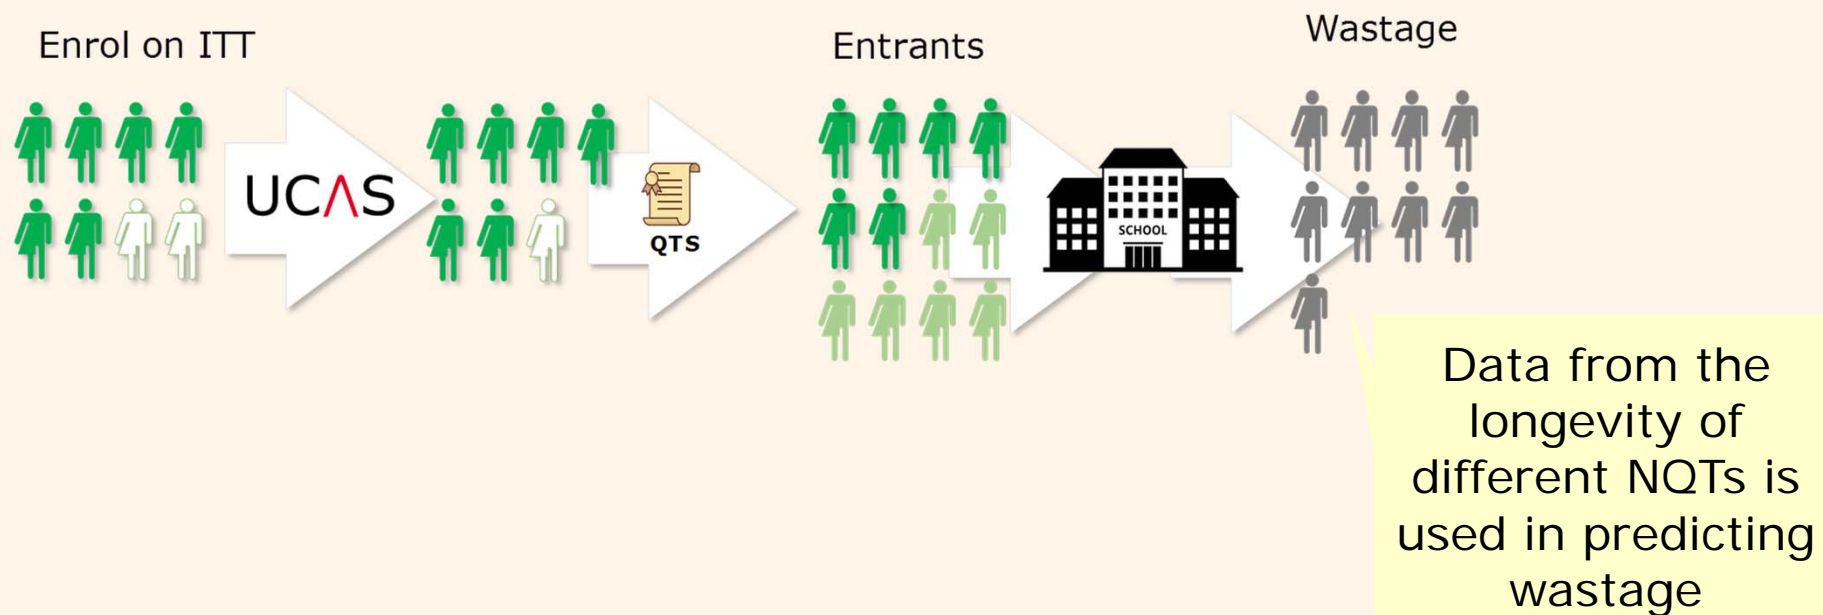 Enrol on ITT
Entrants
Wastage
UCAS
QTS
SCHOOL
Data from the
longevity of
different NQTs is
used in predicting
wastage